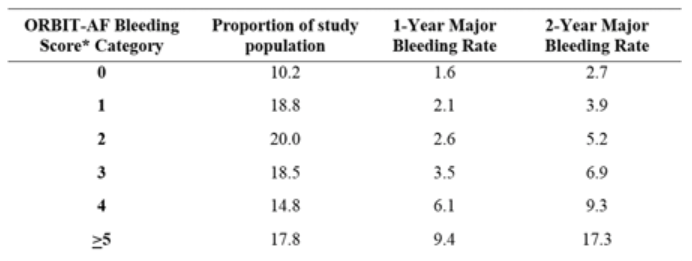 ORBIT-AF Bleeding Proportion of study 1-Year Major 2-Year Major
Score* Category population Bleeding Rate Bleeding Rate
0 10.2 1.6 2.7
1 18.8 2.1 3.9
2 20.0 2.6 5.2
3 18.5 3.5 6.9
4 14.8 6.1 9.3
≥5 17.8 9.4 17.3